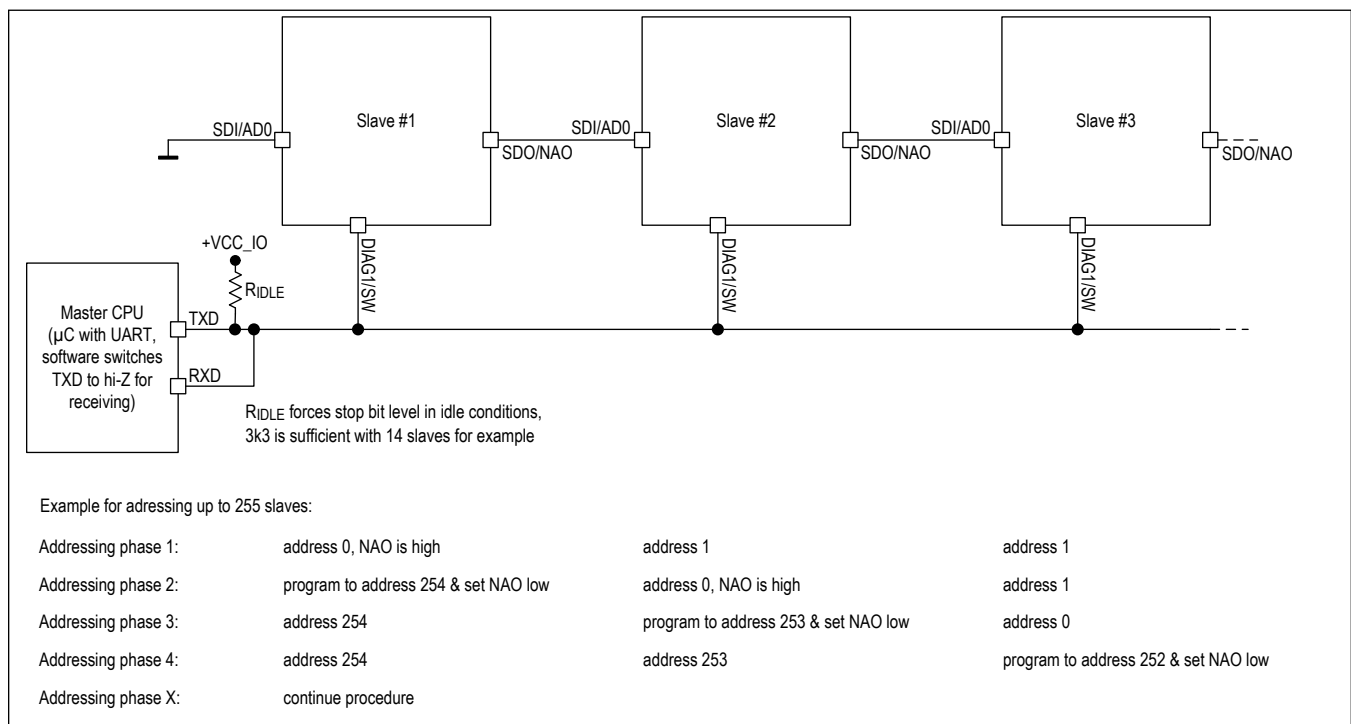 Slave #1
Slave #2
Slave #3
SDI/AD0
SDO/NAO
SDI/AD0
SDO/NAO
SDI/AD0
SDO/NAO
DIAG1/SW
DIAG1/SW
DIAG1/SW
+VCC_IO
RIDLE
Master CPU
(µC with UART,
software switches
TXD to hi-Z for
receiving)
TXD
RXD
RIDLE forces stop bit level in idle conditions,
3k3 is sufficient with 14 slaves for example
Example for adressing up to 255 slaves:
Addressing phase 1: address 0, NAO is high address 1 address 1
Addressing phase 2: program to address 254 & set NAO low address 0, NAO is high address 1
Addressing phase 3: address 254 program to address 253 & set NAO low address 0
Addressing phase 4: address 254 address 253 program to address 252 & set NAO low
Addressing phase X: continue procedure